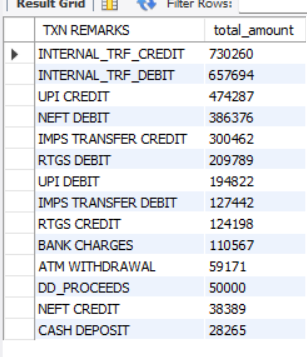 Result Grid Filter Rows:
TXN REMARKS total_amount
INTERNAL_TRF_CREDIT 730260
INTERNAL_TRF_DEBIT 657694
UPI CREDIT 474287
NEFT DEBIT 386376
IMPS TRANSFER CREDIT 300462
RTGS DEBIT 209789
UPI DEBIT 194822
IMPS TRANSFER DEBIT 127442
RTGS CREDIT 124198
BANK CHARGES 110567
ATM WITHDRAWAL 59171
DD_PROCEEDS 50000
NEFT CREDIT 38389
CASH DEPOSIT 28265